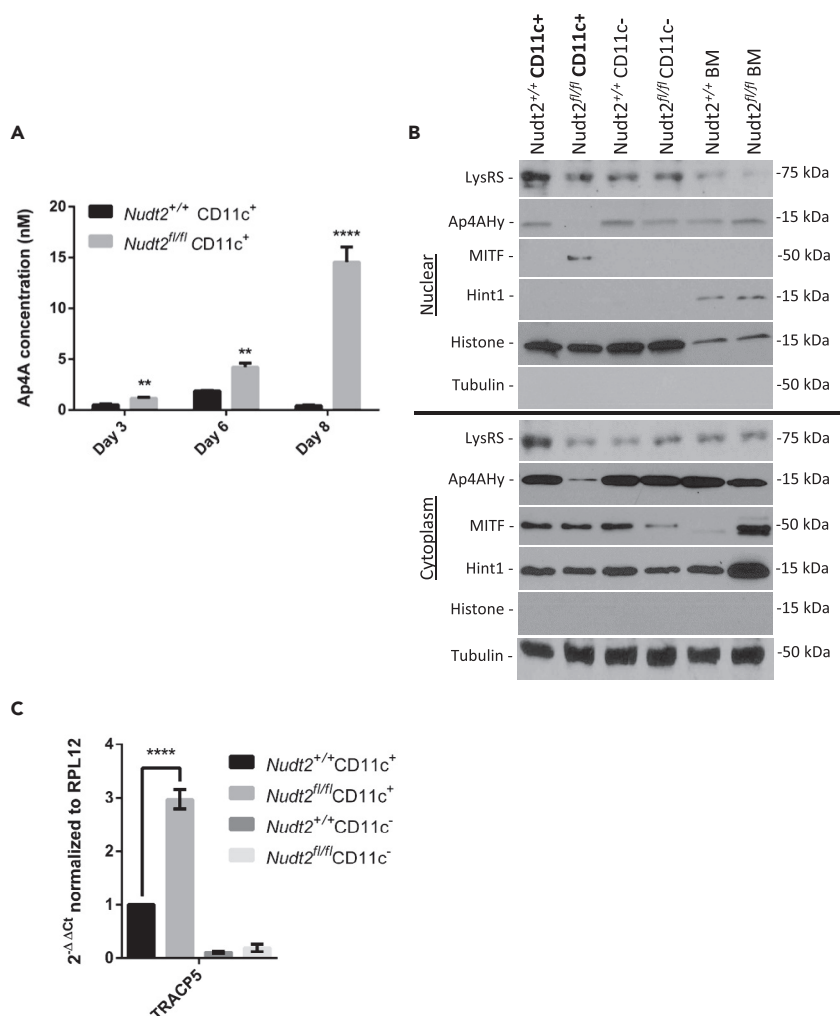 A
Ap4A concentration (nM)
20
15
10
5
0
Nudt2+/+ CD11c+
Nudt2fl/fl CD11c+
**
**
****
Day 3
Day 6
Day 8
B
Nudt2+/+ CD11c+
Nudt2fl/fl CD11c+
Nudt2+/+ CD11c-
Nudt2fl/fl CD11c-
Nudt2+/+ BM
Nudt2fl/fl BM
Nuclear
LysRS - -75 kDa
Ap4AHy - -15 kDa
MITF - -50 kDa
Hint1 - -15 kDa
Histone - -15 kDa
Tubulin - -50 kDa
Cytoplasm
LysRS - -75 kDa
Ap4AHy - -15 kDa
MITF - -50 kDa
Hint1 - -15 kDa
Histone - -15 kDa
Tubulin - -50 kDa
C
2-ΔΔCt normalized to RPL12
4
3
2
1
0
****
Nudt2+/+CD11c+
Nudt2fl/flCD11c+
Nudt2+/+CD11c-
Nudt2fl/flCD11c-
TRACP5